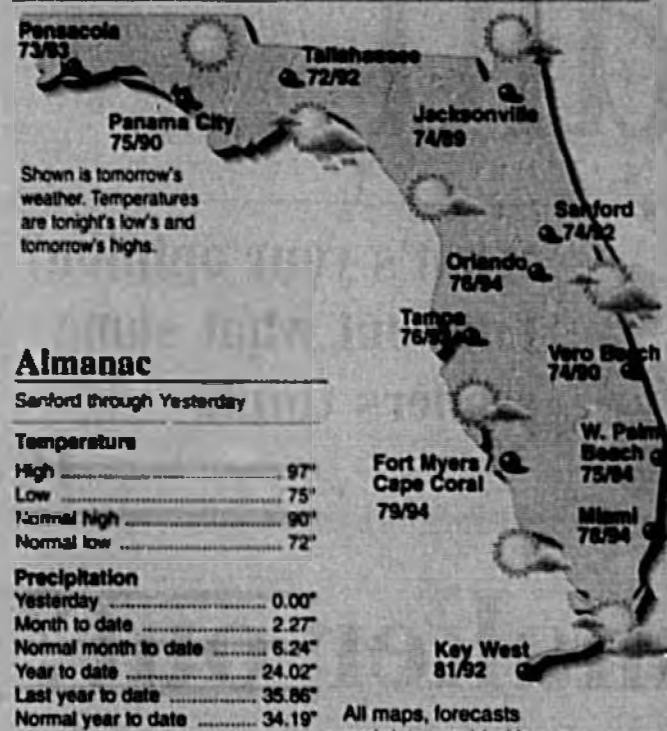 Pensacola
73/83
Tallahassee
72/92
Panama City
75/90
Jacksonville
74/89
Shown is tomorrow's
weather. Temperatures
are tonight's low's and
tomorrow's highs.
Sanford
74/92
Orlando
76/94
Tampa
Vero Beach
74/90
W. Palm
Beach
75/94
Fort Myers /
Cape Coral
79/94
Miami
78/94
Key West
81/92
Almanac
Sanford through Yesterday
Temperature
High ........ 97°
Low ........ 75°
Normal high ........ 90°
Normal low ........ 72°
Precipitation
Yesterday ........ 0.00"
Month to date ........ 2.27"
Normal month to date ........ 6.24"
Year to date ........ 24.02"
Last year to date ........ 35.66"
Normal year to date ........ 34.19"
All maps, forecasts